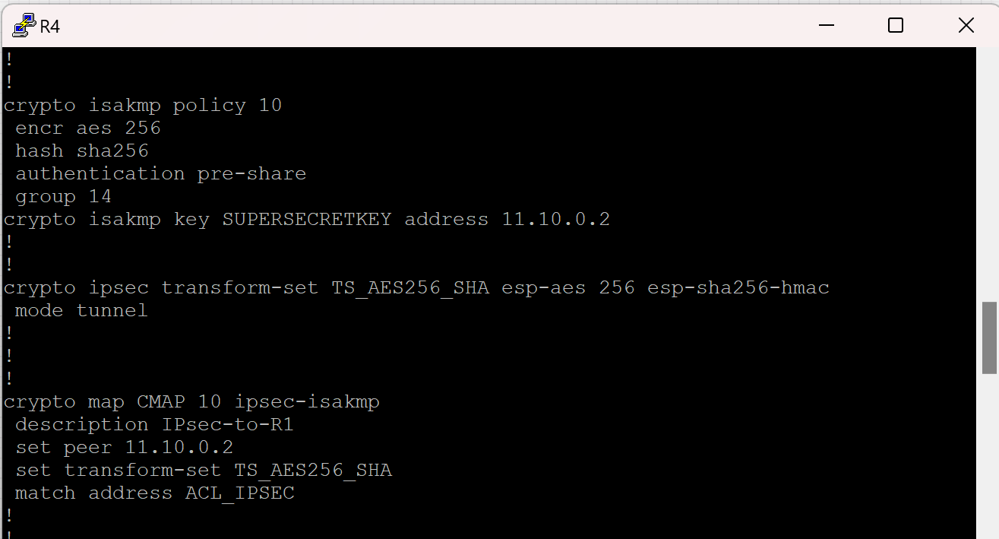 R4
!
!
crypto isakmp policy 10
 encr aes 256
 hash sha256
 authentication pre-share
 group 14
crypto isakmp key SUPERSECRETKEY address 11.10.0.2
!
!
crypto ipsec transform-set TS_AES256_SHA esp-aes 256 esp-sha256-hmac
 mode tunnel
!
!
!
crypto map CMAP 10 ipsec-isakmp
 description IPsec-to-R1
 set peer 11.10.0.2
 set transform-set TS_AES256_SHA
 match address ACL_IPSEC
!
!